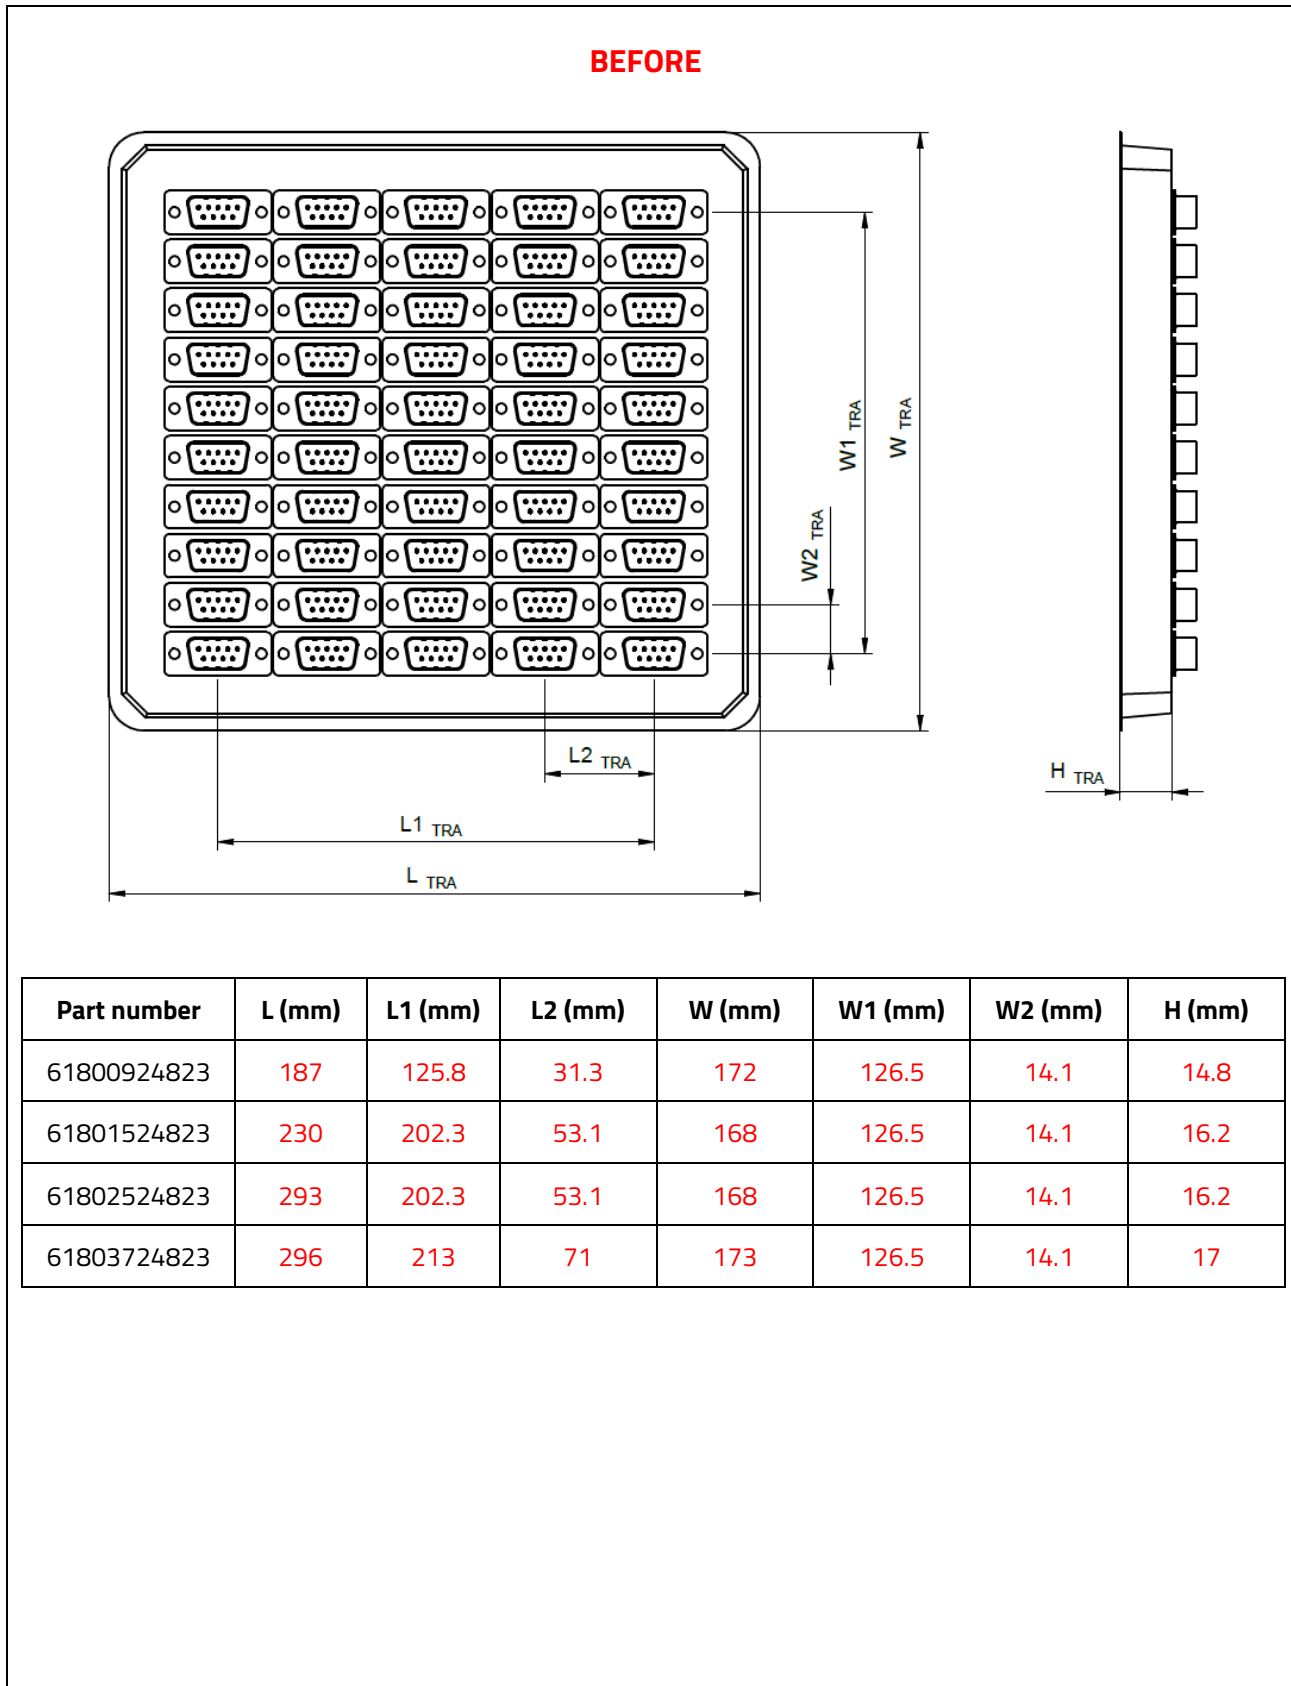 BEFORE
W1 TRA
W TRA
W2 TRA
L2 TRA
H TRA
L1 TRA
L TRA
Part number L (mm) L1 (mm) L2 (mm) W (mm) W1 (mm) W2 (mm) H (mm)
61800924823 187 125.8 31.3 172 126.5 14.1 14.8
61801524823 230 202.3 53.1 168 126.5 14.1 16.2
61802524823 293 202.3 53.1 168 126.5 14.1 16.2
61803724823 296 213 71 173 126.5 14.1 17